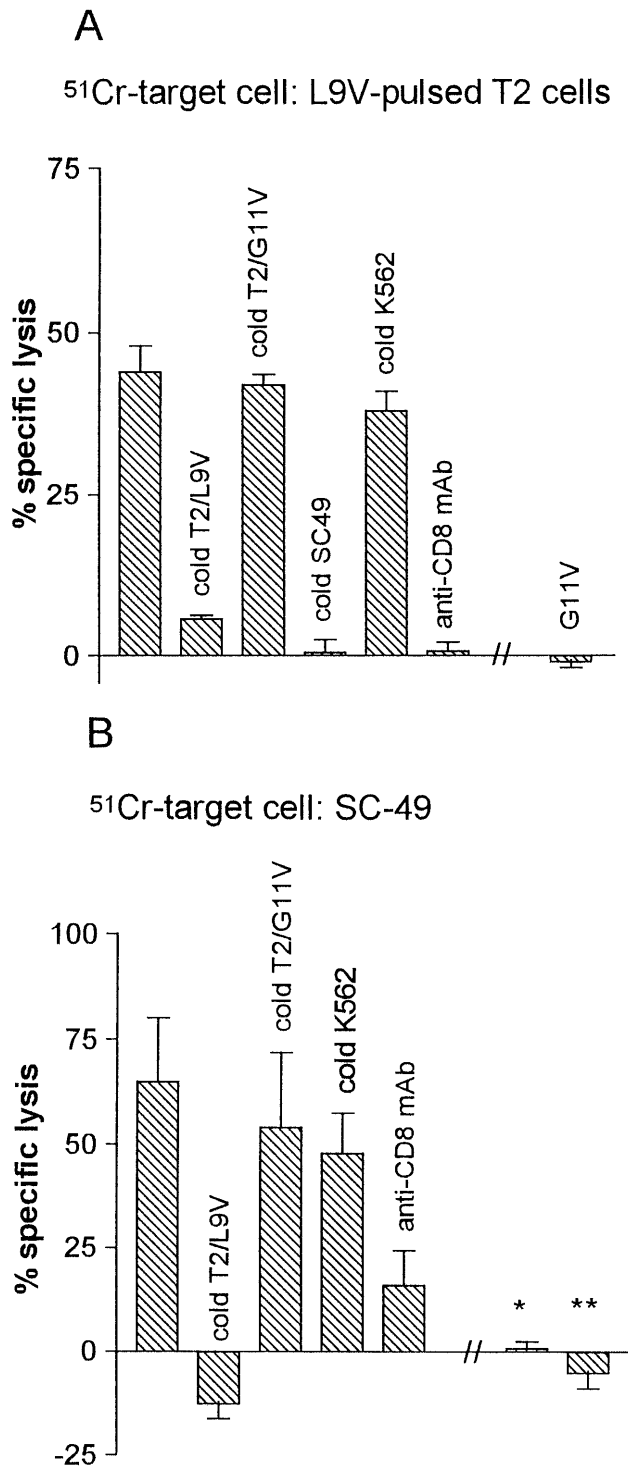 A
⁵¹Cr-target cell: L9V-pulsed T2 cells
% specific lysis
75
50
25
0
cold T2/L9V
cold T2/G11V
cold SC49
cold K562
anti-CD8 mAb
//
G11V
B
⁵¹Cr-target cell: SC-49
% specific lysis
100
75
50
25
0
-25
cold T2/L9V
cold T2/G11V
cold K562
anti-CD8 mAb
//
*
**